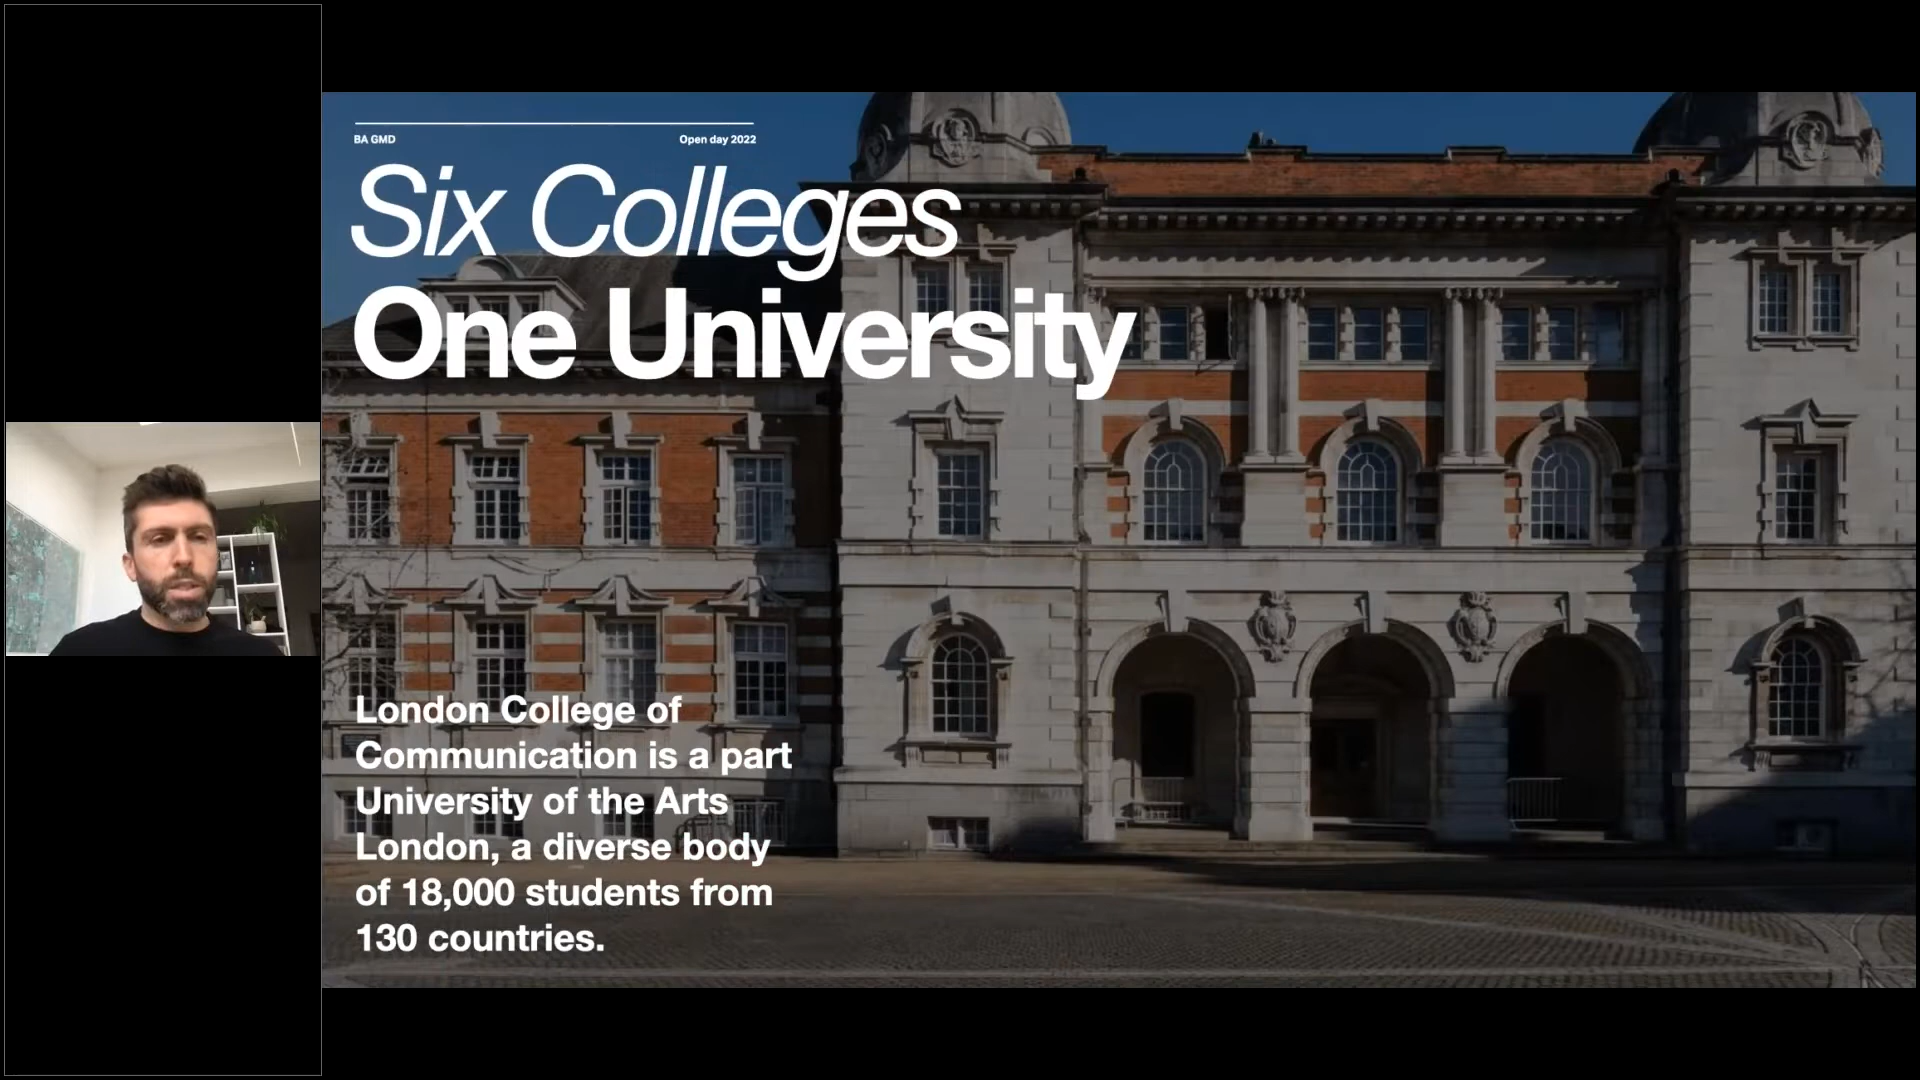 BA GMD
Open day 2022
Six Colleges
One University
London College of
Communication is a part
University of the Arts
London, a diverse body
of 18,000 students from
130 countries.